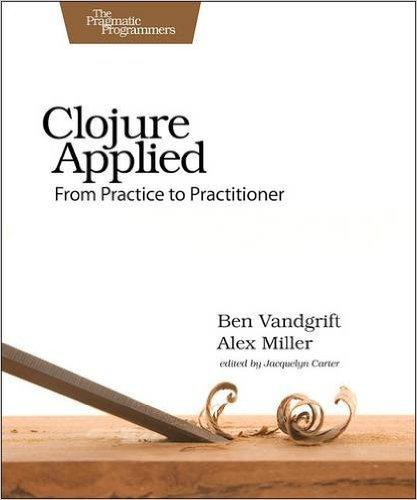 The
Pragmatic
Programmers
Clojure
Applied
From Practice to Practitioner
Ben Vandgrift
Alex Miller
edited by Jacquelyn Carter